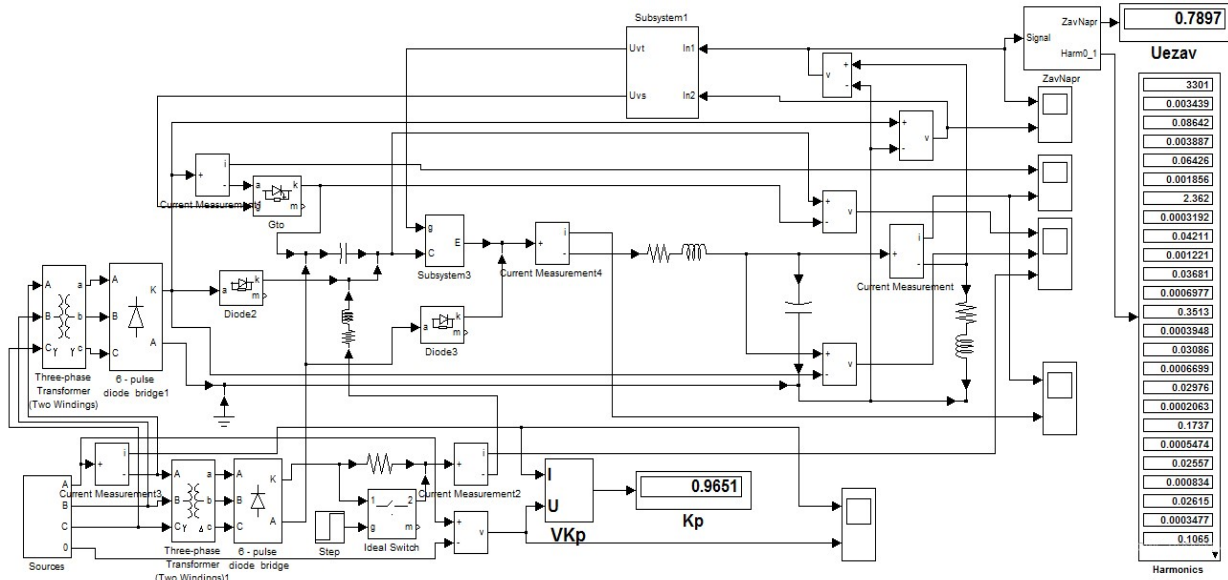 Subsystem1
Uvt
In1
Uvs
In2
Signal
ZavNapr
Harm0_1
ZavNapr
0.7897
Uezav
3301
0.003439
0.08642
0.003887
0.06426
0.001856
2.362
0.0003192
0.04211
0.001221
0.03681
0.0006977
0.3513
0.0003948
0.03086
0.0006699
0.02976
0.0002063
0.1737
0.0005474
0.02557
0.000834
0.02615
0.0003477
0.1065
Harmonics
+
-
v
+
-
v
+
i
-
Current Measurement1
a
k
g
m
Gto
+
-
v
g
C
E
Subsystem3
+
i
-
Current Measurement4
+
i
-
Current Measurement
a
k
m
Diode2
a
k
m
Diode3
+
-
v
A
B
C
a
b
c
Y
Y
Three-phase
Transformer
(Two Windings)
A
B
C
K
A
6 - pulse
diode bridge1
A
B
C
0
Sources
+
i
-
Current Measurement3
A
B
C
a
b
c
Y
Δ
Three-phase
Transformer
(Two Windings)1
A
B
C
K
A
6 - pulse
diode bridge
Step
1
2
g
m
Ideal Switch
+
i
-
Current Measurement2
+
-
v
I
U
VKp
0.9651
Kp